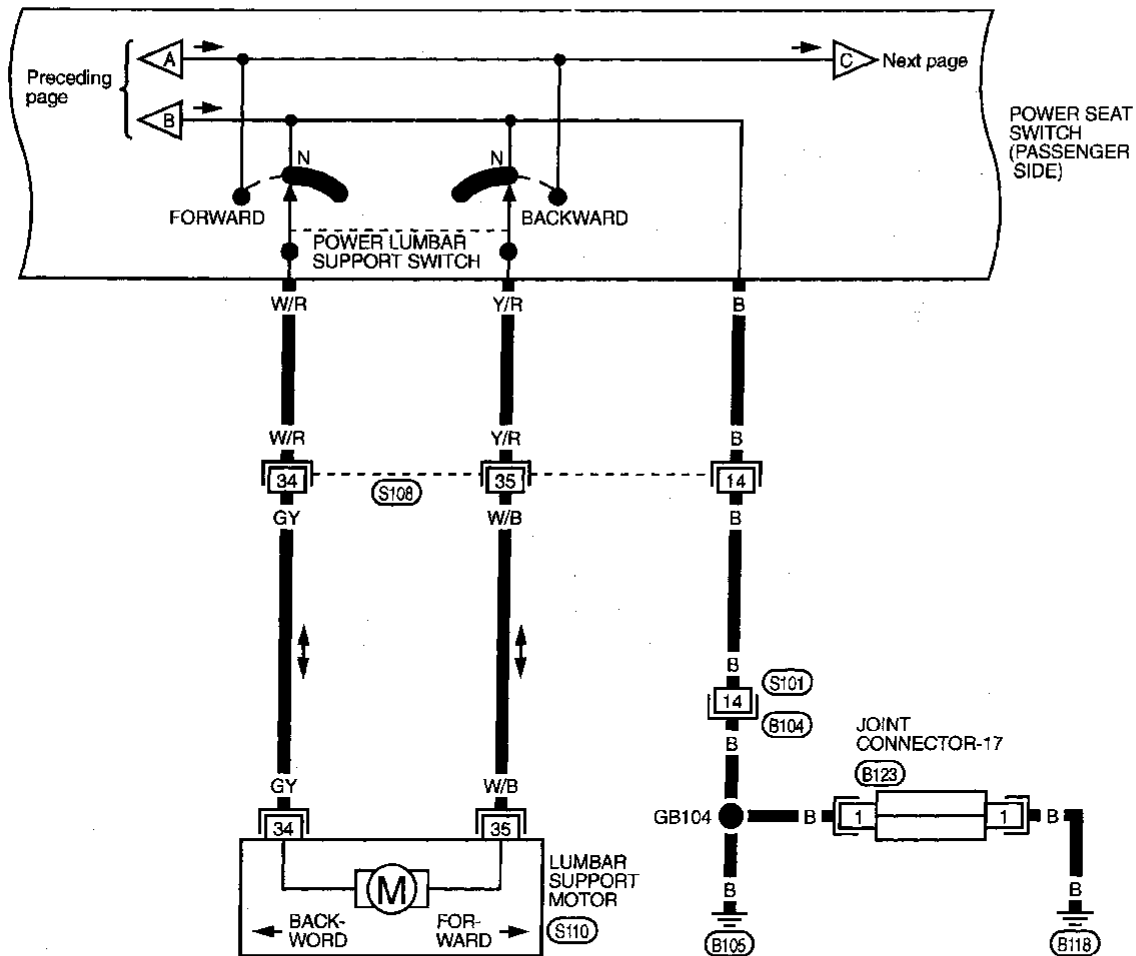 A
C
Next page
Preceding
page
B
POWER SEAT
SWITCH
(PASSENGER
SIDE)
N
N
FORWARD
BACKWARD
POWER LUMBAR
SUPPORT SWITCH
W/R
Y/R
B
W/R
Y/R
B
34
35
14
S108
GY
W/B
B
B
14
S101
B104
B
JOINT
CONNECTOR-17
B123
GY
W/B
34
35
GB104
B
1
1
B
LUMBAR
SUPPORT
MOTOR
M
BACK-
WORD
FOR-
WARD
S110
B
B
B105
B118